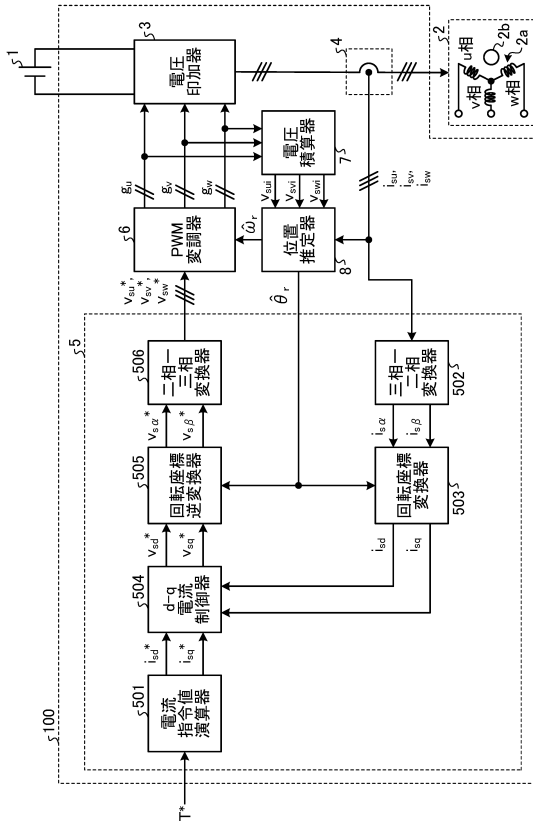 100
T*
5
501
電流
指令値
演算器
isd*
isq*
504
d-q
電流
制御器
vsd*
vsq*
505
回転座標
逆変換器
vsα*
vsβ*
506
二相ー
三相
変換器
vsu*,
vsv*,
vsw*
6
PWM
変調器
gu
gv
gw
3
電圧
印加器
1
ω̂r
θ̂r
位置
推定器
8
vsui
vsvi
vswi
電圧
積算器
7
4
isu,
isv,
isw
2
u相
v相
w相
2b
2a
三相ー
二相
変換器
502
isα
isβ
回転座標
変換器
503
isd
isq